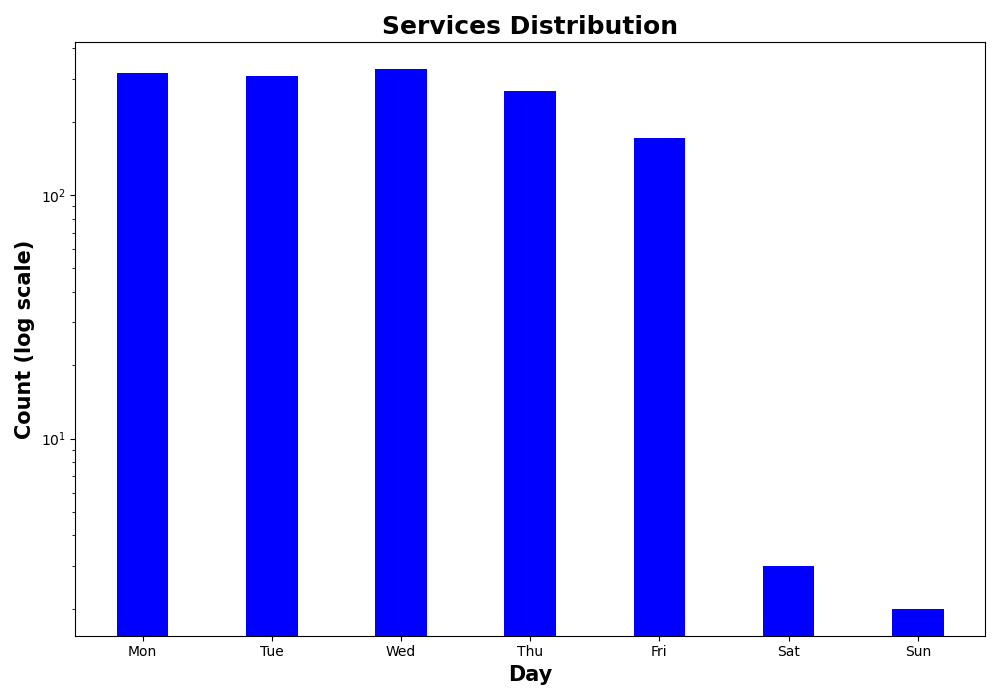 Services Distribution
Count (log scale)
10²
10¹
Mon Tue Wed Thu Fri Sat Sun
Day